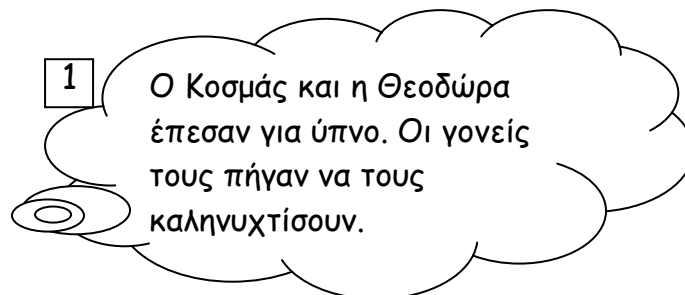 1
Ο Κοσμάς και η Θεοδώρα
έπεσαν για ύπνο. Οι γονείς
τους πήγαν να τους
καληνυχτίσουν.